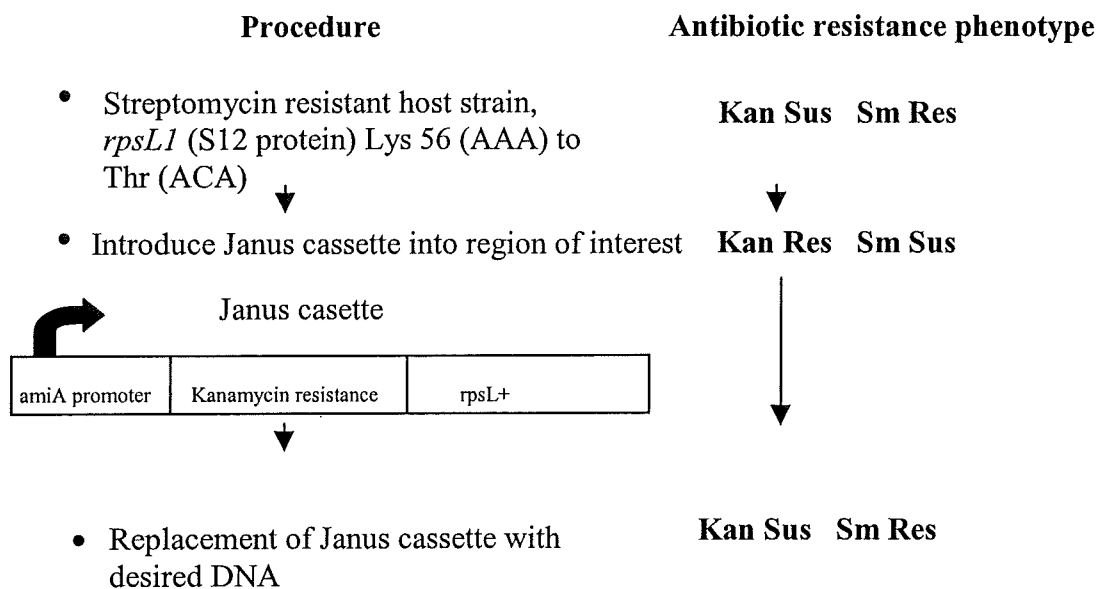 Procedure Antibiotic resistance phenotype
• Streptomycin resistant host strain, Kan Sus Sm Res
rpsL1 (S12 protein) Lys 56 (AAA) to
Thr (ACA)
• Introduce Janus cassette into region of interest Kan Res Sm Sus
Janus casette
amiA promoter Kanamycin resistance rpsL+
• Replacement of Janus cassette with Kan Sus Sm Res
desired DNA